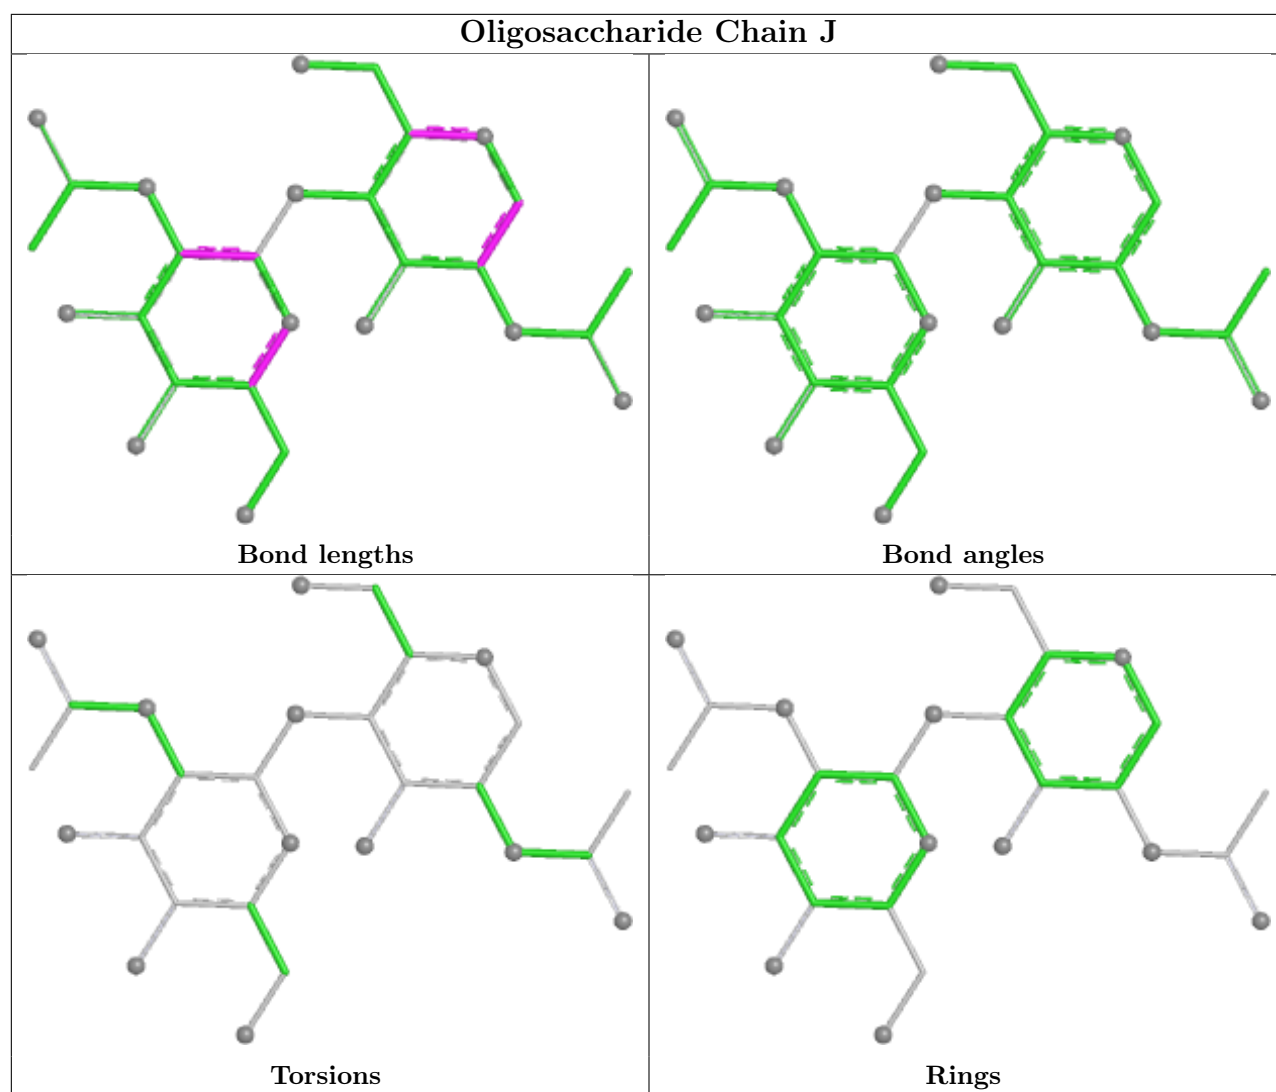 Oligosaccharide Chain J
Bond lengths
Bond angles
Torsions
Rings